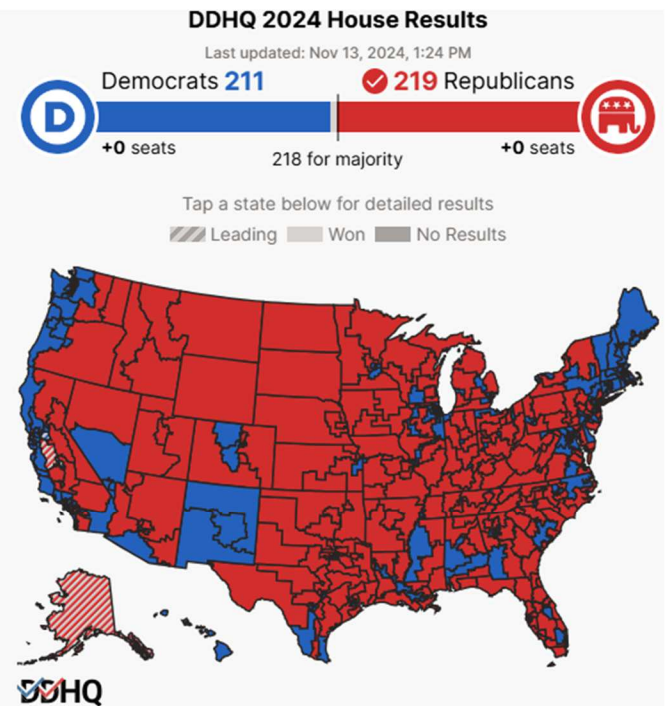 DDHQ 2024 House Results
Last updated: Nov 13, 2024, 1:24 PM
Democrats 211 219 Republicans
D
+0 seats +0 seats
218 for majority
Tap a state below for detailed results
Leading Won No Results
DDHQ